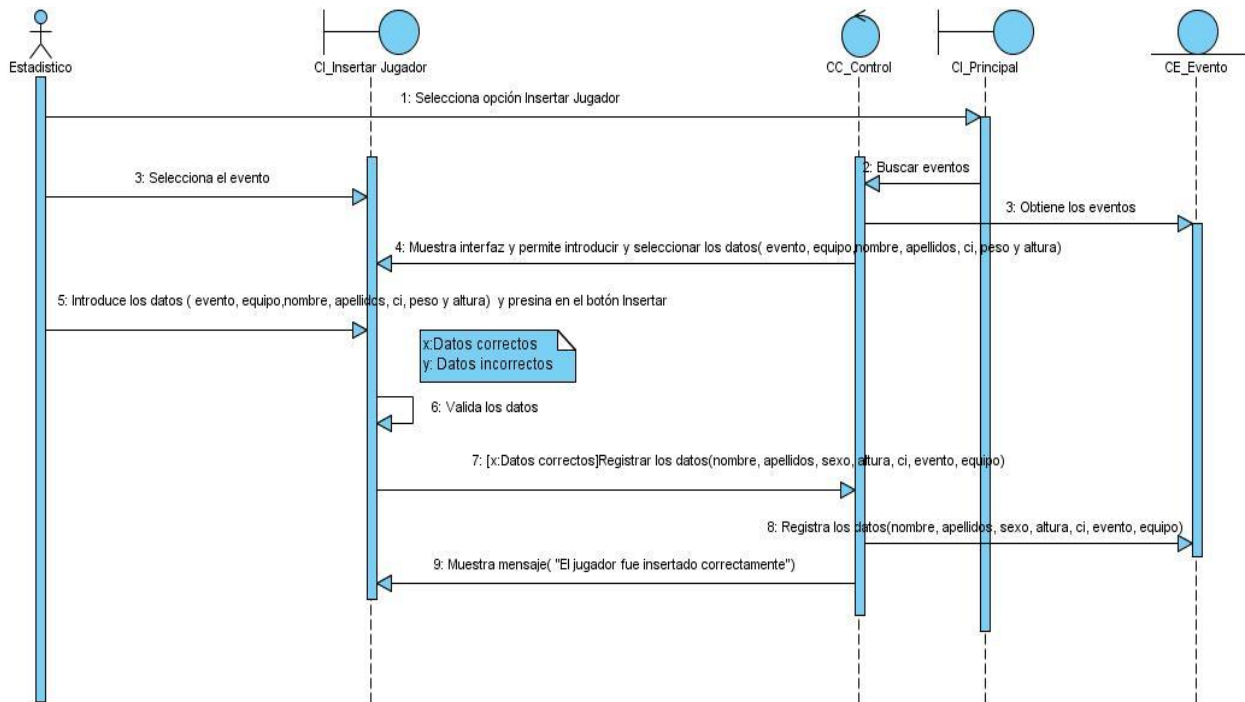 Estadistico
CI_Insertar Jugador
CC_Control
CI_Principal
CE_Evento
1: Selecciona opción Insertar Jugador
2: Buscar eventos
3: Selecciona el evento
3: Obtiene los eventos
4: Muestra interfaz y permite introducir y seleccionar los datos( evento, equipo,nombre, apellidos, ci, peso y altura)
5: Introduce los datos ( evento, equipo,nombre, apellidos, ci, peso y altura)  y presina en el botón Insertar
x:Datos correctos
y: Datos incorrectos
6: Valida los datos
7: [x:Datos correctos]Registrar los datos(nombre, apellidos, sexo, altura, ci, evento, equipo)
8: Registra los datos(nombre, apellidos, sexo, altura, ci, evento, equipo)
9: Muestra mensaje( "El jugador fue insertado correctamente")